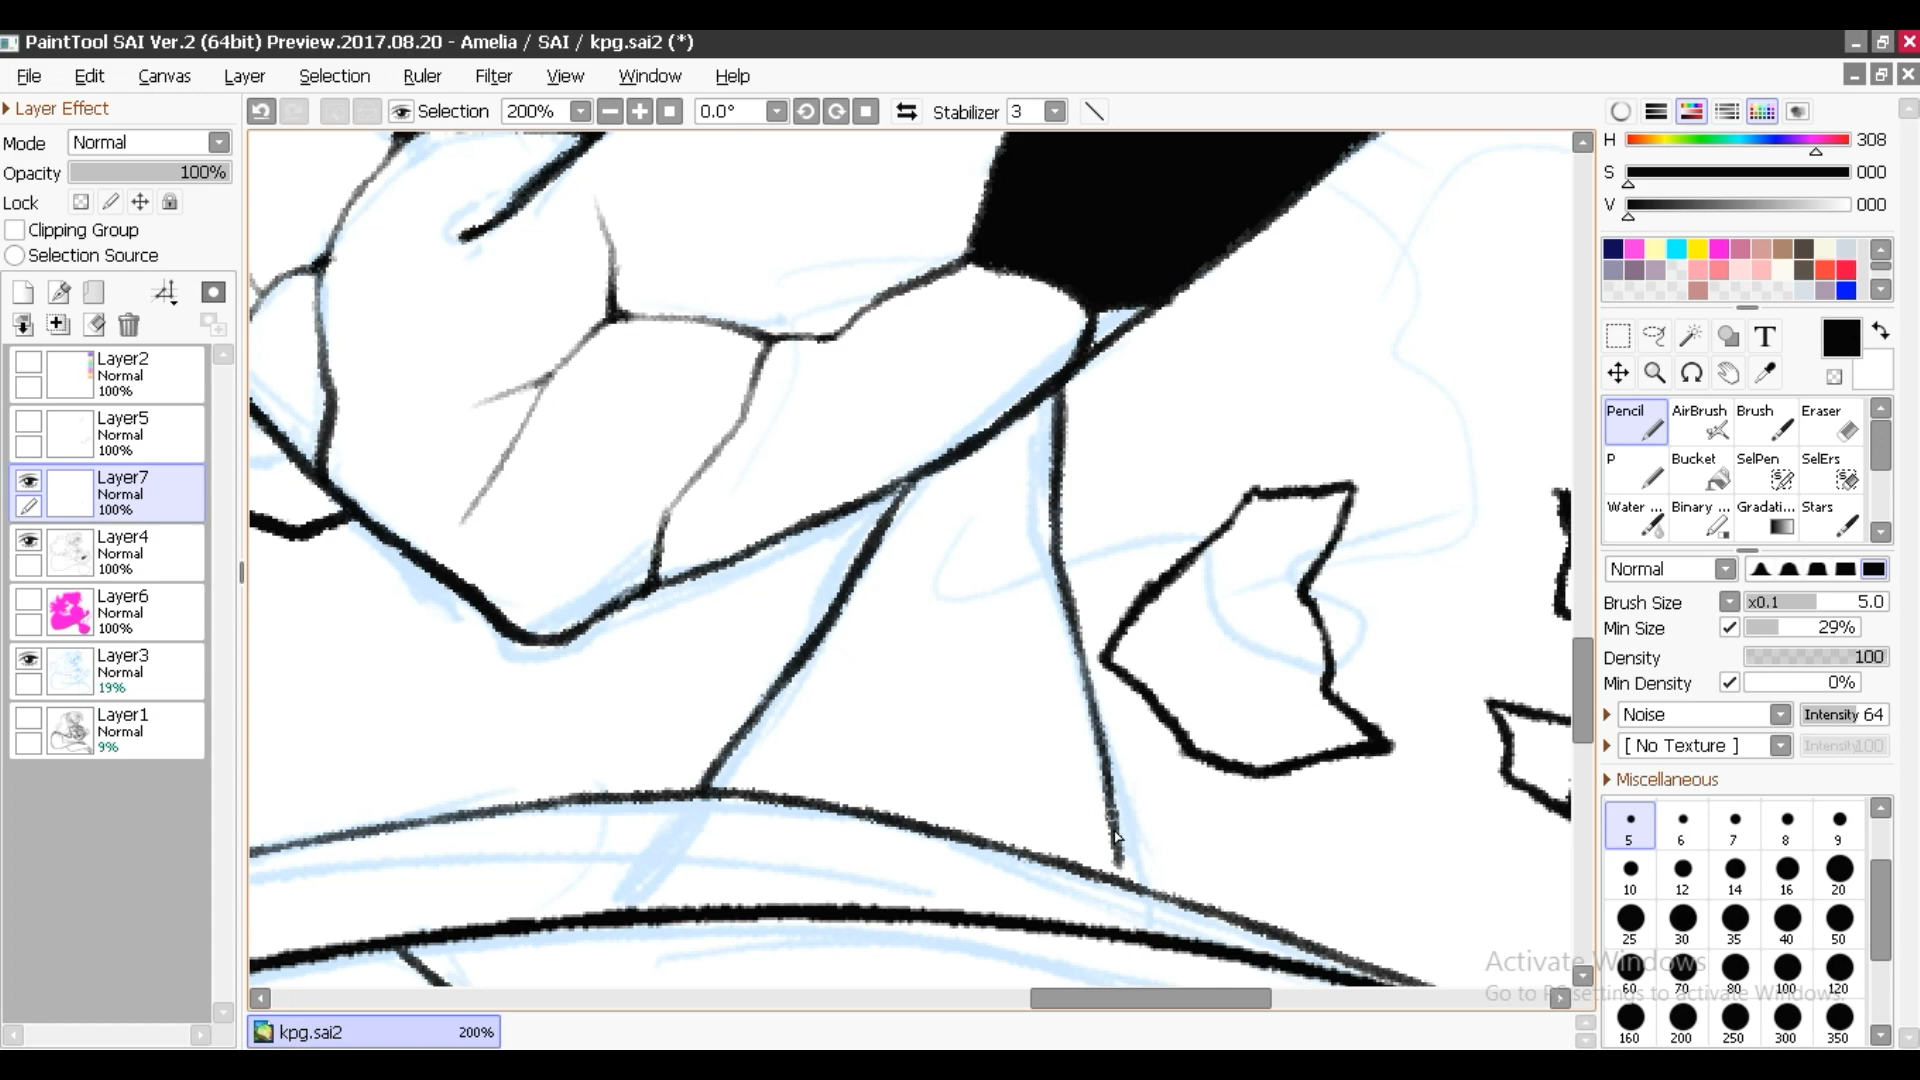 PaintTool SAI Ver.2 (64bit) Preview.2017.08.20 - Amelia / SAI / kpg.sai2 (*)
File Edit Canvas Layer Selection Ruler Filter View Window Help
Layer Effect
Mode Normal
Opacity 100%
Lock
Clipping Group
Selection Source
Layer2
Normal
100%
Layer5
Normal
100%
Layer7
Normal
100%
Layer4
Normal
100%
Layer6
Normal
100%
Layer3
Normal
19%
Layer1
Normal
9%
Selection 200% 0.0° Stabilizer 3
kpg.sai2 200%
H 308
S 000
V 000
T
Pencil AirBrush Brush Eraser
P Bucket SelPen SelErs
Water ... Binary ... Gradati... Stars
Normal
Brush Size x0.1 5.0
Min Size 29%
Density 100
Min Density 0%
Noise Intensity 64
[ No Texture ] Intensity 100
Miscellaneous
5 6 7 8 9
10 12 14 16 20
25 30 35 40 50
60 70 80 100 120
160 200 250 300 350
Activate Windows
Go to PC settings to activate Windows.